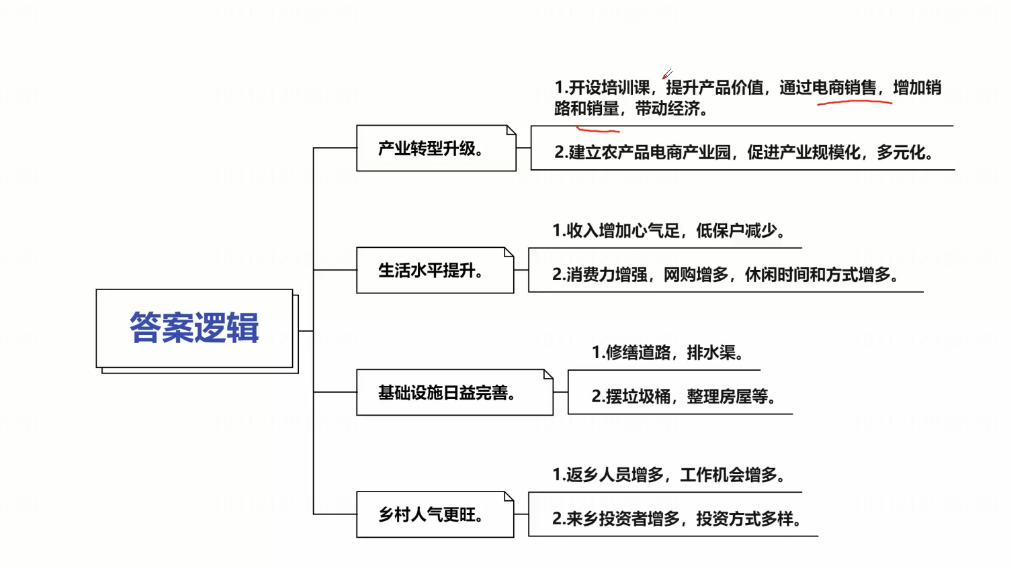 1.开设培训课，提升产品价值，通过电商销售，增加销
路和销量，带动经济。
产业转型升级。
2.建立农产品电商产业园，促进产业规模化，多元化。
1.收入增加心气足，低保户减少。
生活水平提升。
2.消费力增强，网购增多，休闲时间和方式增多。
答案逻辑
1.修缮道路，排水渠。
基础设施日益完善。
2.摆垃圾桶，整理房屋等。
1.返乡人员增多，工作机会增多。
乡村人气更旺。
2.来乡投资者增多，投资方式多样。